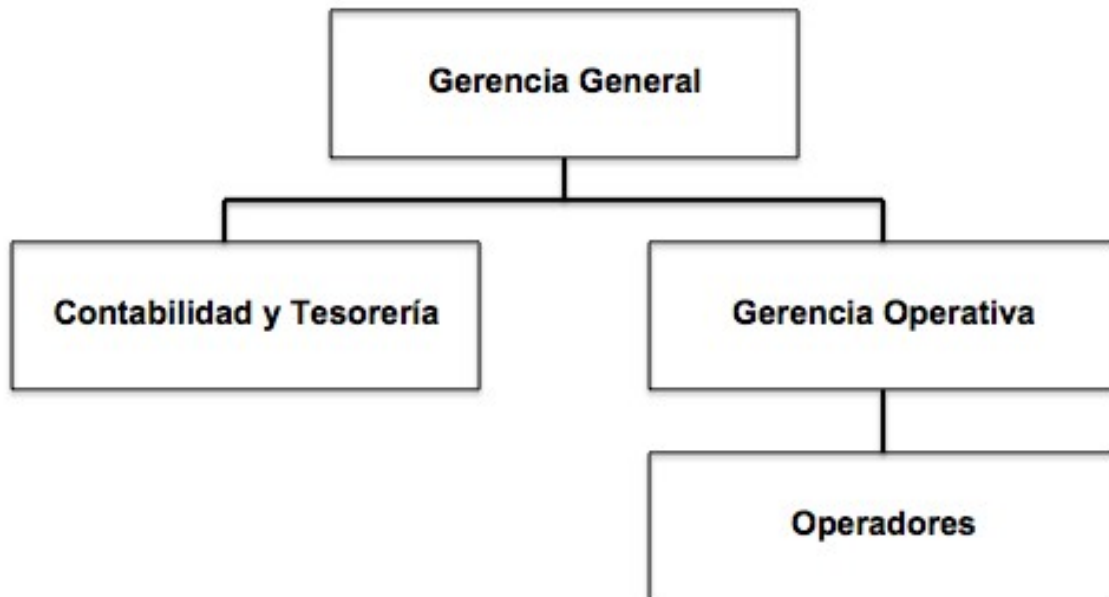 Gerencia General
Contabilidad y Tesorería
Gerencia Operativa
Operadores